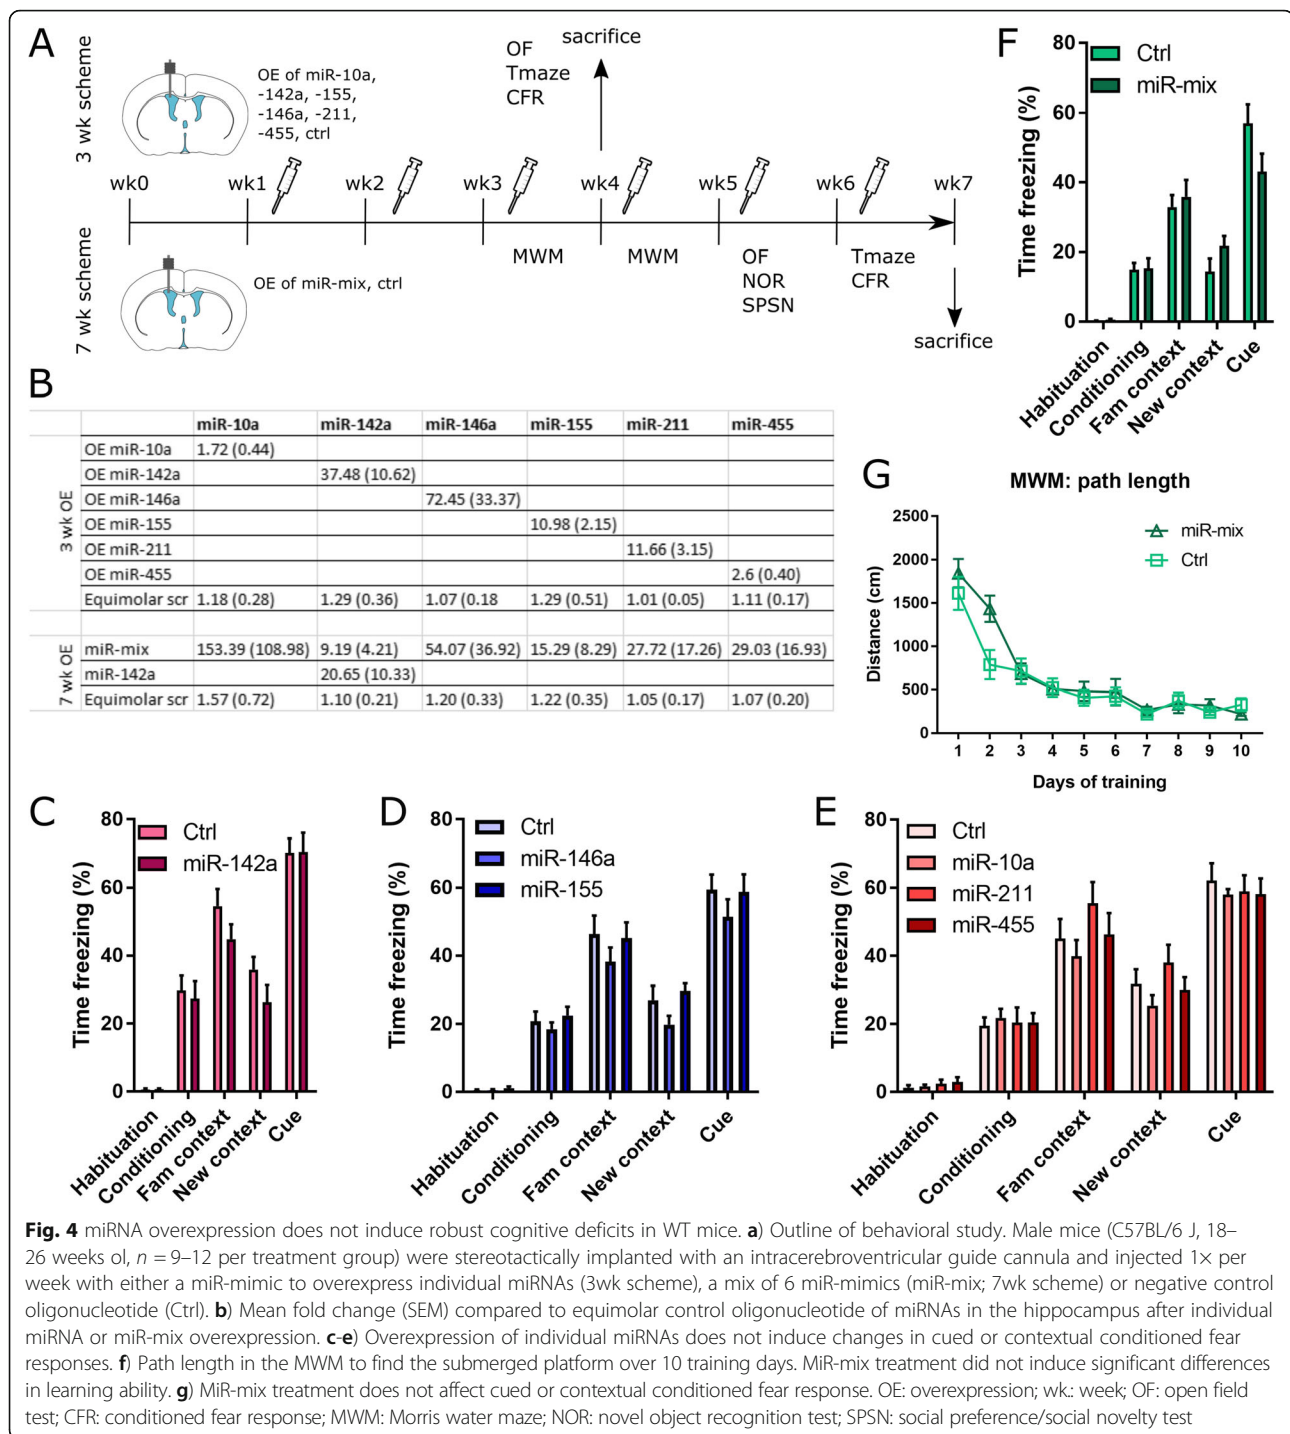 A
3 wk scheme
OE of miR-10a,
-142a, -155,
-146a, -211,
-455, ctrl
OF
Tmaze
CFR
sacrifice
wk0 wk1 wk2 wk3 wk4 wk5 wk6 wk7
7 wk scheme
OE of miR-mix, ctrl
MWM
MWM
OF
NOR
SPSN
Tmaze
CFR
sacrifice
B
miR-10a miR-142a miR-146a miR-155 miR-211 miR-455
3 wk OE
OE miR-10a 1.72 (0.44)
OE miR-142a 37.48 (10.62)
OE miR-146a 72.45 (33.37)
OE miR-155 10.98 (2.15)
OE miR-211 11.66 (3.15)
OE miR-455 2.6 (0.40)
Equimolar scr 1.18 (0.28) 1.29 (0.36) 1.07 (0.18 1.29 (0.51) 1.01 (0.05) 1.11 (0.17)
7 wk OE
miR-mix 153.39 (108.98) 9.19 (4.21) 54.07 (36.92) 15.29 (8.29) 27.72 (17.26) 29.03 (16.93)
miR-142a 20.65 (10.33)
Equimolar scr 1.57 (0.72) 1.10 (0.21) 1.20 (0.33) 1.22 (0.35) 1.05 (0.17) 1.07 (0.20)
F
Time freezing (%)
80
60
40
20
0
Ctrl
miR-mix
Habituation
Conditioning
Fam context
New context
Cue
G
MWM: path length
Distance (cm)
2500
2000
1500
1000
500
0
miR-mix
Ctrl
1 2 3 4 5 6 7 8 9 10
Days of training
C
Time freezing (%)
80
60
40
20
0
Ctrl
miR-142a
Habituation
Conditioning
Fam context
New context
Cue
D
Time freezing (%)
80
60
40
20
0
Ctrl
miR-146a
miR-155
Habituation
Conditioning
Fam context
New context
Cue
E
Time freezing (%)
80
60
40
20
0
Ctrl
miR-10a
miR-211
miR-455
Habituation
Conditioning
Fam context
New context
Cue
Fig. 4 miRNA overexpression does not induce robust cognitive deficits in WT mice. a) Outline of behavioral study. Male mice (C57BL/6 J, 18–
26 weeks ol, n = 9–12 per treatment group) were stereotactically implanted with an intracerebroventricular guide cannula and injected 1× per
week with either a miR-mimic to overexpress individual miRNAs (3wk scheme), a mix of 6 miR-mimics (miR-mix; 7wk scheme) or negative control
oligonucleotide (Ctrl). b) Mean fold change (SEM) compared to equimolar control oligonucleotide of miRNAs in the hippocampus after individual
miRNA or miR-mix overexpression. c-e) Overexpression of individual miRNAs does not induce changes in cued or contextual conditioned fear
responses. f) Path length in the MWM to find the submerged platform over 10 training days. MiR-mix treatment did not induce significant differences
in learning ability. g) MiR-mix treatment does not affect cued or contextual conditioned fear response. OE: overexpression; wk.: week; OF: open field
test; CFR: conditioned fear response; MWM: Morris water maze; NOR: novel object recognition test; SPSN: social preference/social novelty test